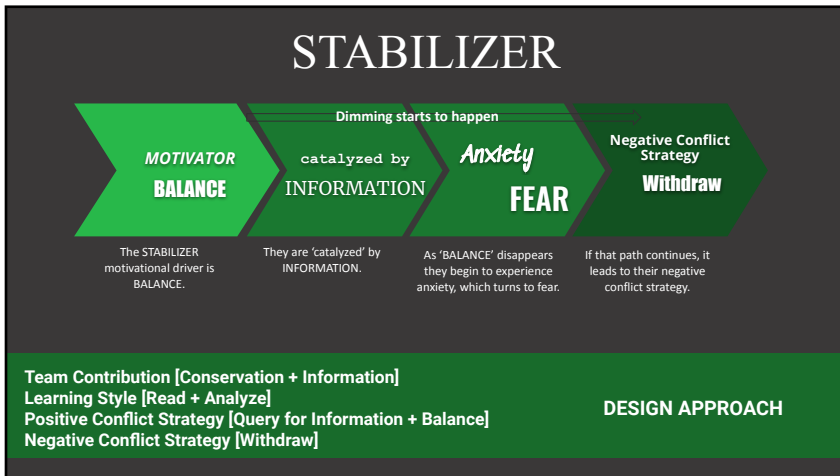 STABILIZER
Dimming starts to happen
MOTIVATOR
BALANCE
catalyzed by
INFORMATION
Anxiety
FEAR
Negative Conflict
Strategy
Withdraw
The STABILIZER
motivational driver is
BALANCE.
They are ‘catalyzed’ by
INFORMATION.
As ‘BALANCE’ disappears
they begin to experience
anxiety, which turns to fear.
If that path continues, it
leads to their negative
conflict strategy.
Team Contribution [Conservation + Information]
Learning Style [Read + Analyze]
Positive Conflict Strategy [Query for Information + Balance]
Negative Conflict Strategy [Withdraw]
DESIGN APPROACH